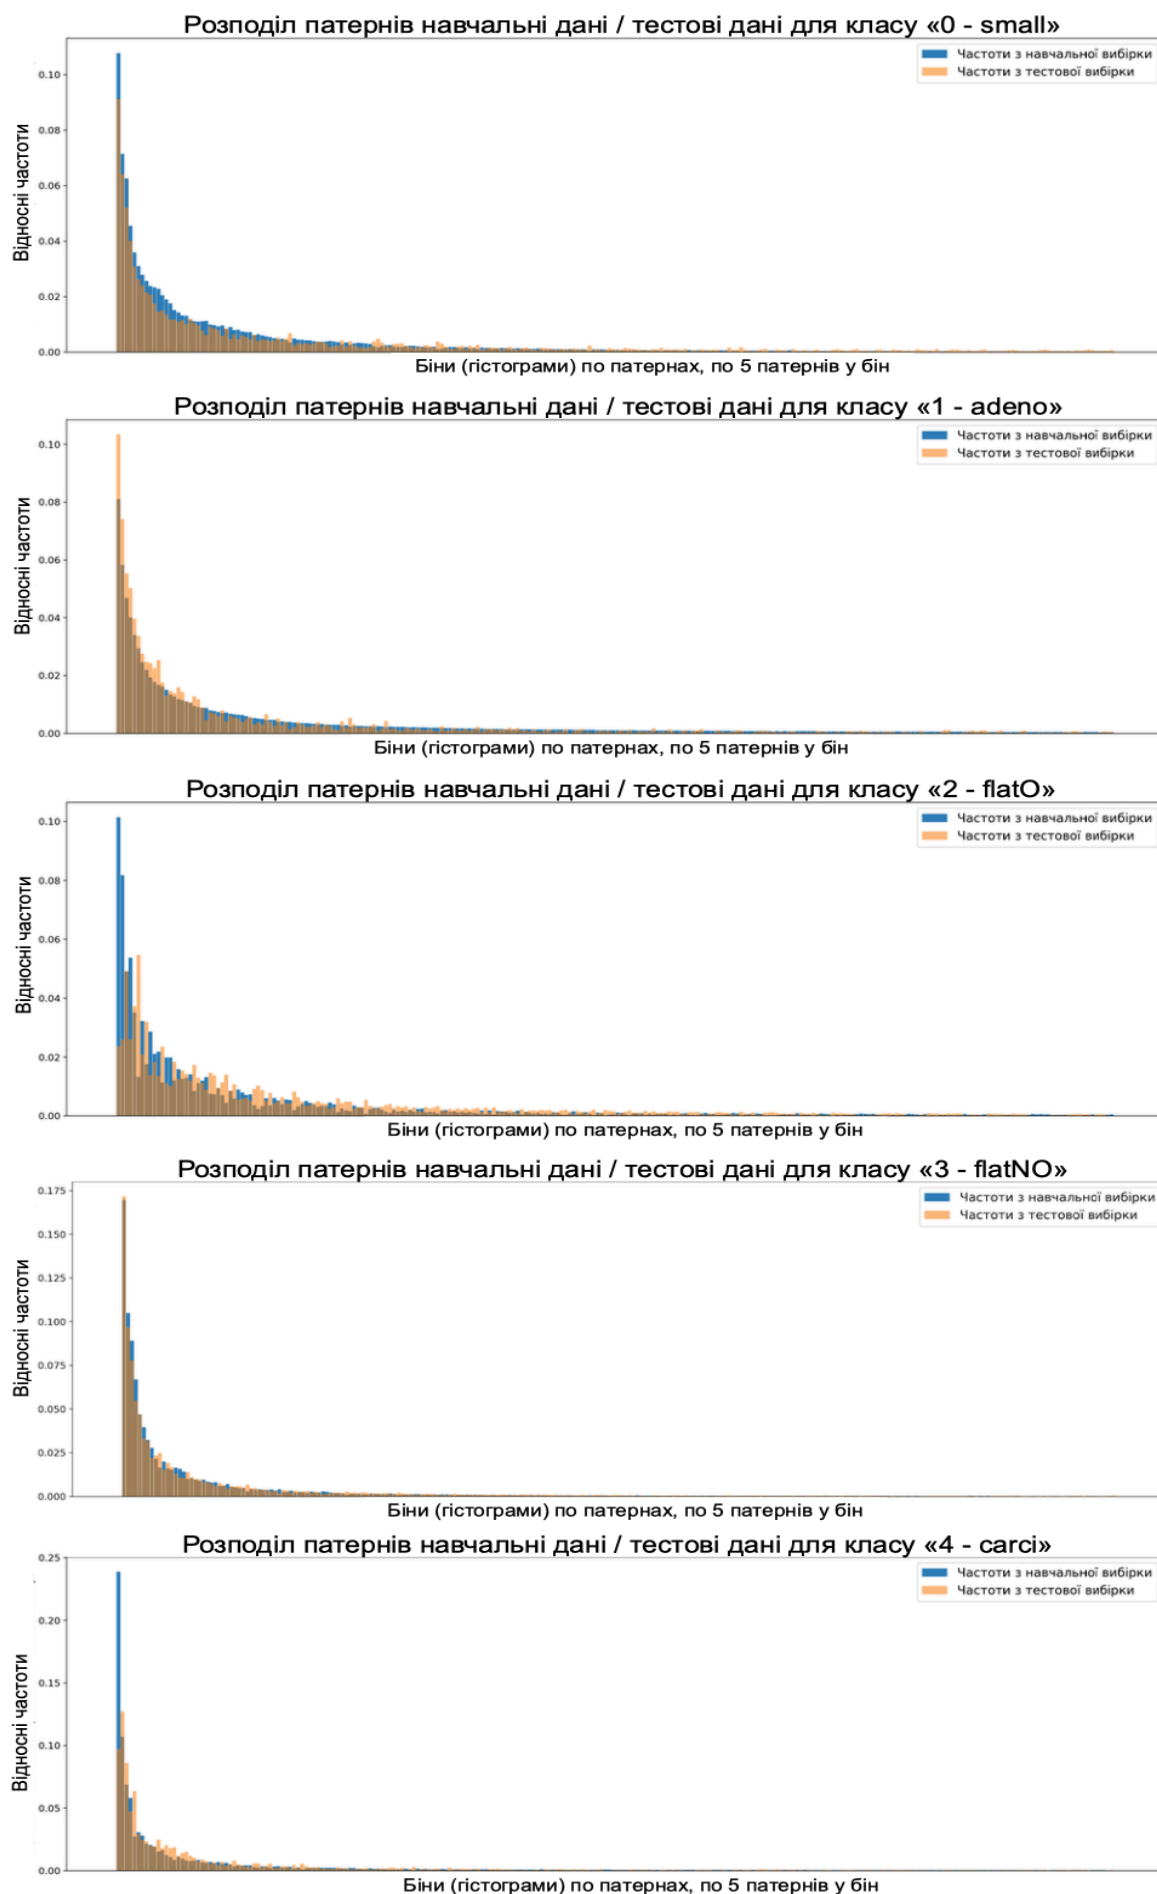 Розподіл патернів навчальні дані / тестові дані для класу «0 - small»
Частоти з навчальної вибірки
Частоти з тестової вибірки
Відносні частоти
0.10
0.08
0.06
0.04
0.02
0.00
Біни (гістограми) по патернах, по 5 патернів у бін
Розподіл патернів навчальні дані / тестові дані для класу «1 - adeno»
Частоти з навчальної вибірки
Частоти з тестової вибірки
Відносні частоти
0.10
0.08
0.06
0.04
0.02
0.00
Біни (гістограми) по патернах, по 5 патернів у бін
Розподіл патернів навчальні дані / тестові дані для класу «2 - flatO»
Частоти з навчальної вибірки
Частоти з тестової вибірки
Відносні частоти
0.10
0.08
0.06
0.04
0.02
0.00
Біни (гістограми) по патернах, по 5 патернів у бін
Розподіл патернів навчальні дані / тестові дані для класу «3 - flatNO»
Частоти з навчальної вибірки
Частоти з тестової вибірки
Відносні частоти
0.175
0.150
0.125
0.100
0.075
0.050
0.025
0.000
Біни (гістограми) по патернах, по 5 патернів у бін
Розподіл патернів навчальні дані / тестові дані для класу «4 - carci»
Частоти з навчальної вибірки
Частоти з тестової вибірки
Відносні частоти
0.25
0.20
0.15
0.10
0.05
0.00
Біни (гістограми) по патернах, по 5 патернів у бін